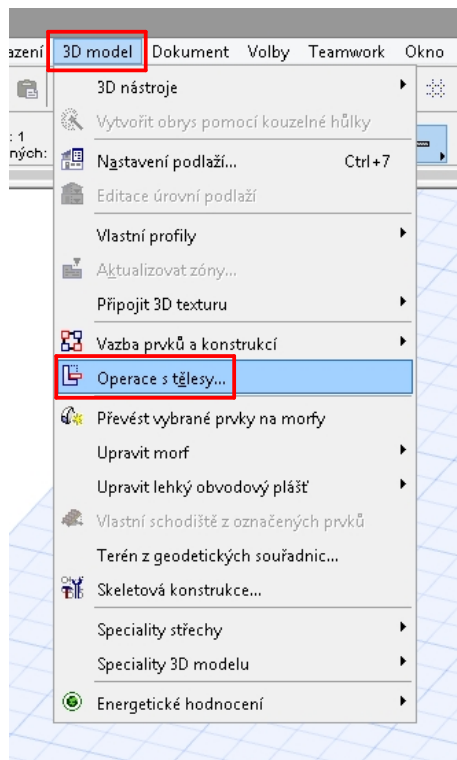 3D model Dokument Volby Teamwork Okno
3D nástroje
Vytvořit obrys pomocí kouzelné hůlky
: 1
Nastavení podlaží... Ctrl+7
Editace úrovní podlaží
Vlastní profily
Aktualizovat zóny...
Připojit 3D texturu
Vazba prvků a konstrukcí
Operace s tělesy...
Převést vybrané prvky na morfy
Upravit morf
Upravit lehký obvodový plášť
Vlastní schodiště z označených prvků
Terén z geodetických souřadnic...
Skeletová konstrukce...
Speciality střechy
Speciality 3D modelu
Energetické hodnocení